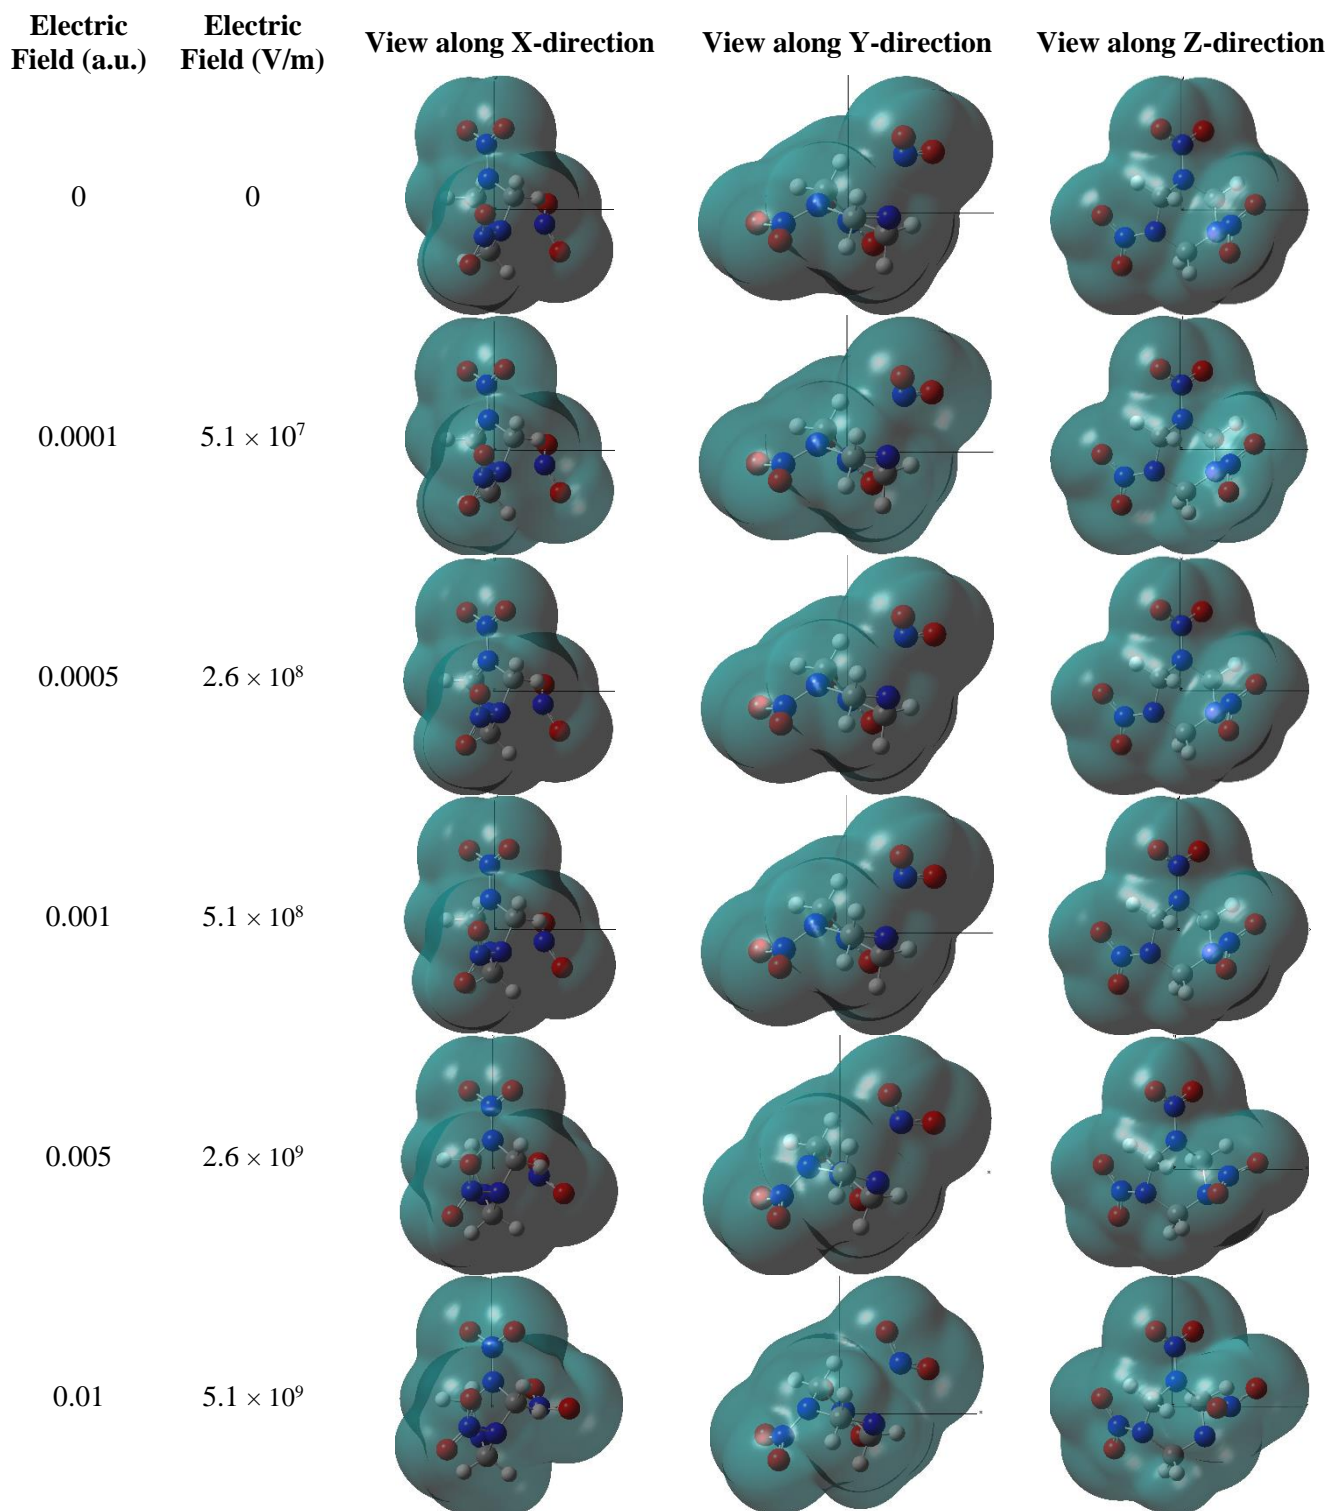 Electric Field (a.u.) Electric Field (V/m) View along X-direction View along Y-direction View along Z-direction
0 0
0.0001 5.1 × 10⁷
0.0005 2.6 × 10⁸
0.001 5.1 × 10⁸
0.005 2.6 × 10⁹
0.01 5.1 × 10⁹